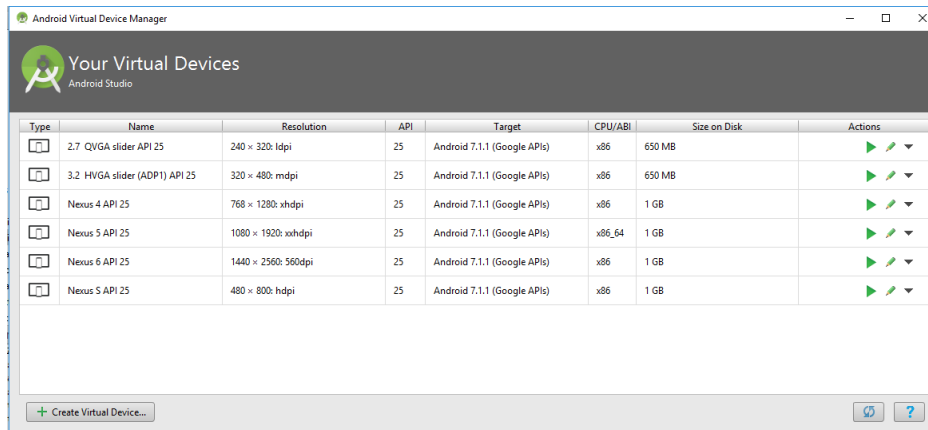 Android Virtual Device Manager
Your Virtual Devices
Android Studio
Type Name Resolution API Target CPU/ABI Size on Disk Actions
2.7 QVGA slider API 25 240 × 320: ldpi 25 Android 7.1.1 (Google APIs) x86 650 MB
3.2 HVGA slider (ADP1) API 25 320 × 480: mdpi 25 Android 7.1.1 (Google APIs) x86 650 MB
Nexus 4 API 25 768 × 1280: xhdpi 25 Android 7.1.1 (Google APIs) x86 1 GB
Nexus 5 API 25 1080 × 1920: xxhdpi 25 Android 7.1.1 (Google APIs) x86_64 1 GB
Nexus 6 API 25 1440 × 2560: 560dpi 25 Android 7.1.1 (Google APIs) x86 1 GB
Nexus S API 25 480 × 800: hdpi 25 Android 7.1.1 (Google APIs) x86 1 GB
+ Create Virtual Device... ?